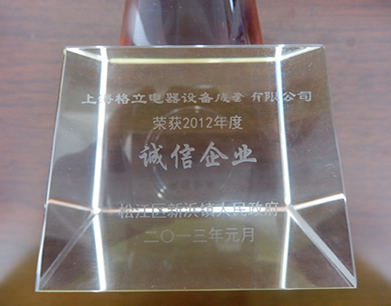 上海格立电器设备成套有限公司
荣获2012年度
诚信企业
松江区新浜镇人民政府
二〇一三年元月